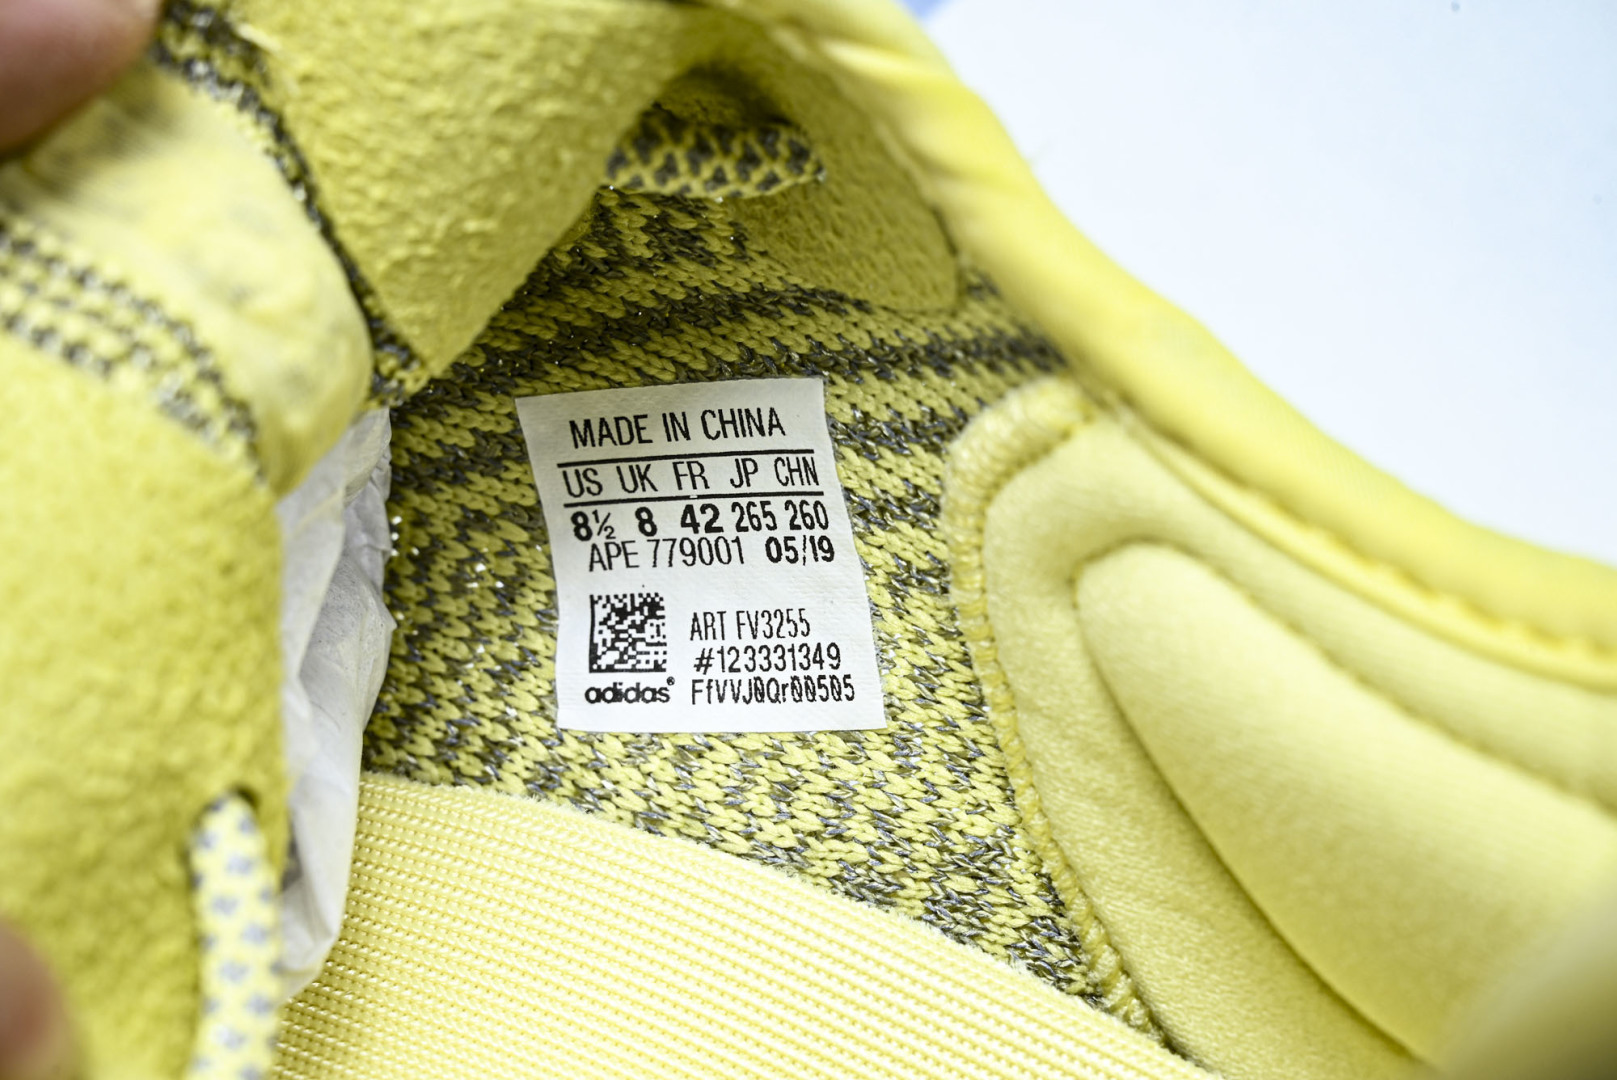 MADE IN CHINA
US UK FR JP CHN
8½ 8 42 265 260
APE 779001 05/19
ART FV3255
#123331349
adidas® FfVVJ0Qr00505